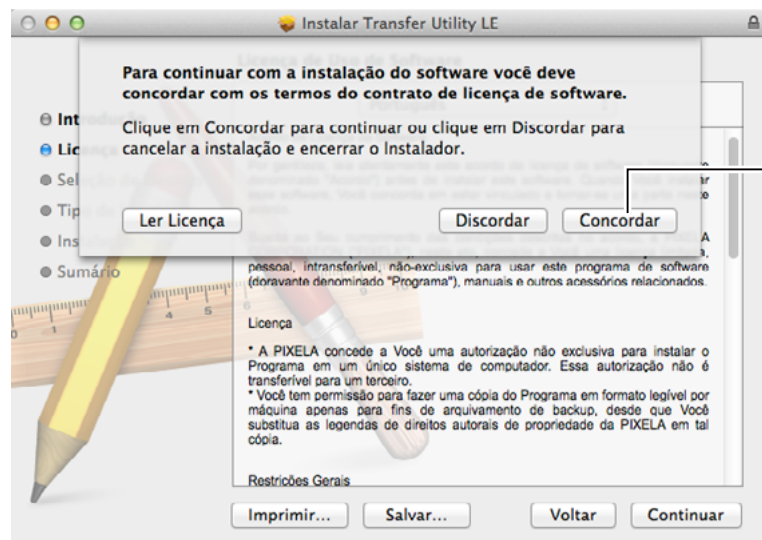 Instalar Transfer Utility LE
Para continuar com a instalação do software você deve
concordar com os termos do contrato de licença de software.
Clique em Concordar para continuar ou clique em Discordar para
cancelar a instalação e encerrar o Instalador.
Ler Licença
Discordar
Concordar
Sumário
pessoal, intransferível, não-exclusiva para usar este programa de software
(doravante denominado "Programa"), manuais e outros acessórios relacionados.
Licença
* A PIXELA concede a Você uma autorização não exclusiva para instalar o
Programa em um único sistema de computador. Essa autorização não é
transferível para um terceiro.
* Você tem permissão para fazer uma cópia do Programa em formato legível por
máquina apenas para fins de arquivamento de backup, desde que Você
substitua as legendas de direitos autorais de propriedade da PIXELA em tal
cópia.
Restrições Gerais
Imprimir...
Salvar...
Voltar
Continuar